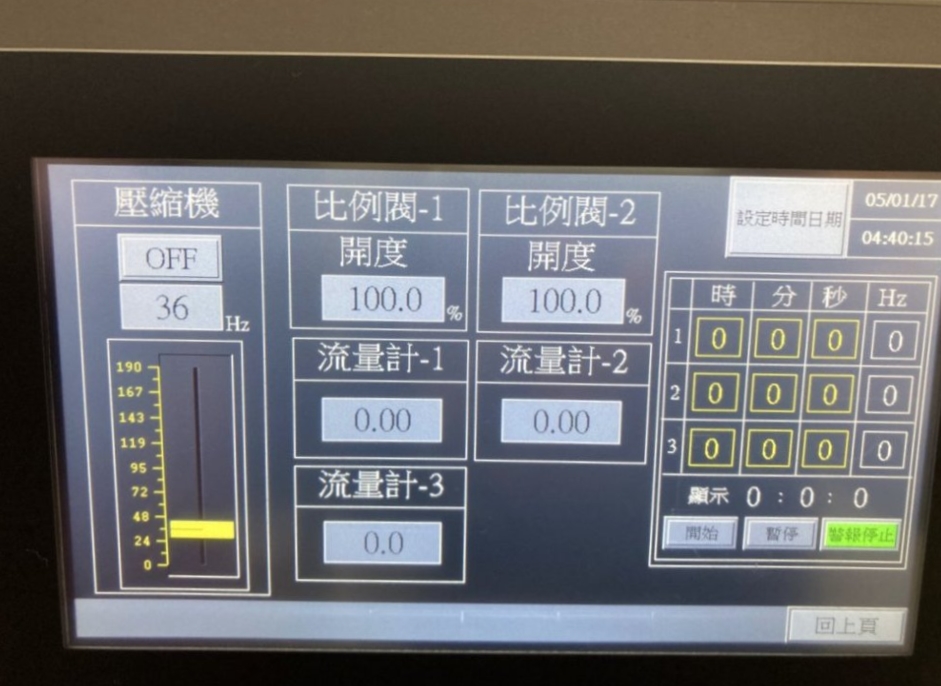 壓縮機
OFF
36 Hz
190
167
143
119
95
72
48
24
0
比例閥-1
開度
100.0 %
流量計-1
0.00
流量計-3
0.0
比例閥-2
開度
100.0 %
流量計-2
0.00
設定時間日期
05/01/17
04:40:15
時 分 秒 Hz
1 0 0 0 0
2 0 0 0 0
3 0 0 0 0
顯示 0 : 0 : 0
開始 暫停 警報停止
回上頁